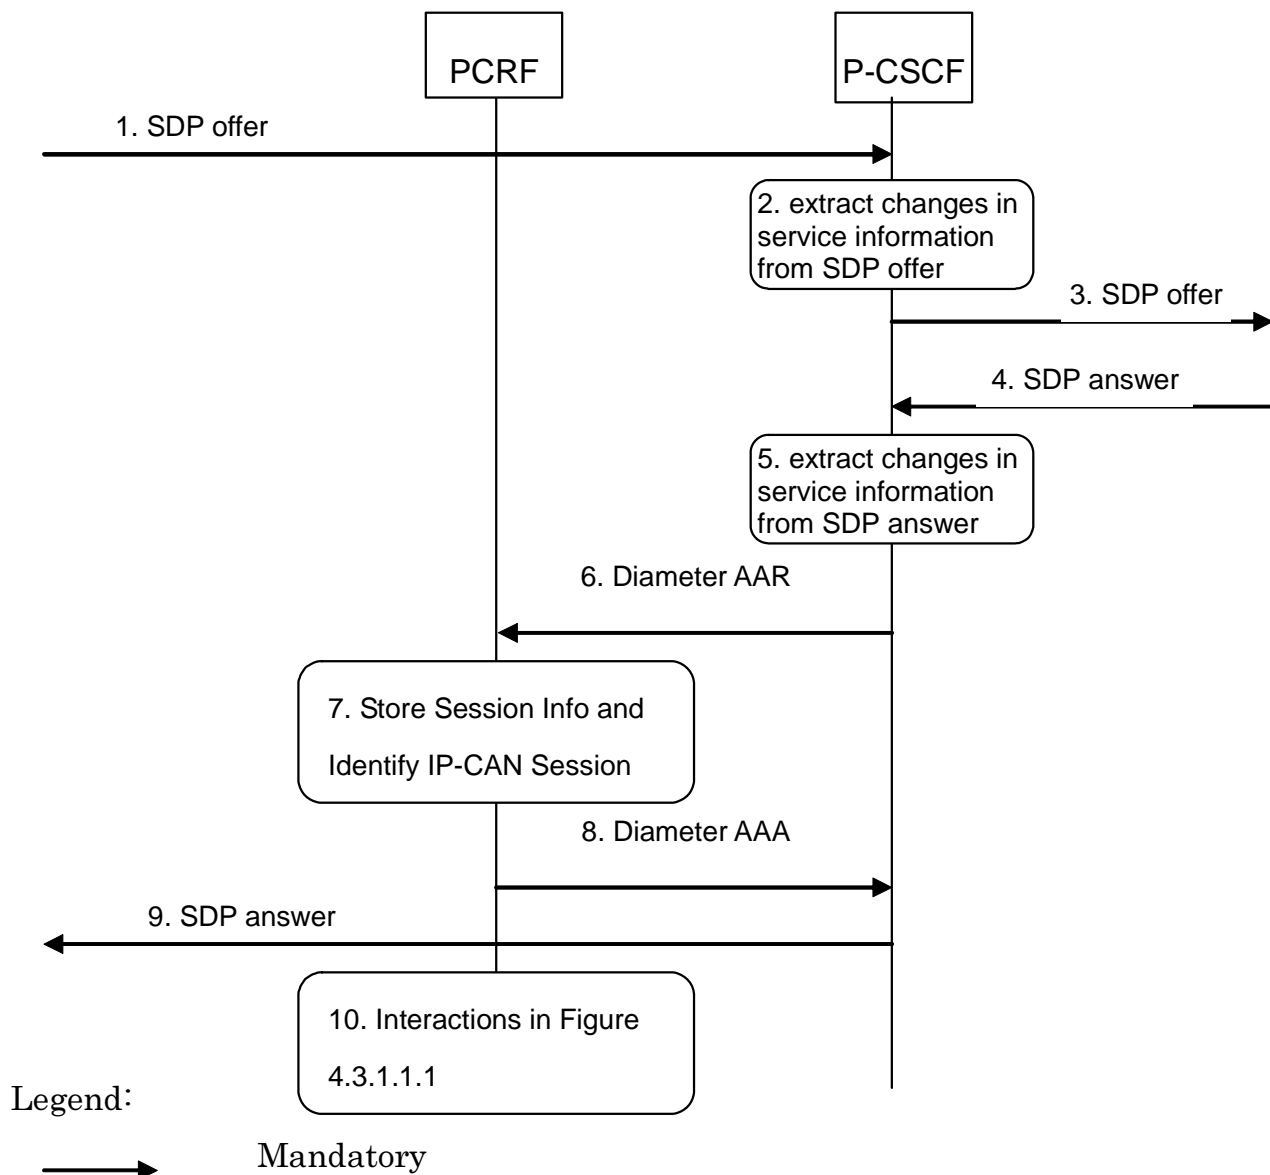 PCRF
P-CSCF
1. SDP offer
2. extract changes in
service information
from SDP offer
3. SDP offer
4. SDP answer
5. extract changes in
service information
from SDP answer
6. Diameter AAR
7. Store Session Info and
Identify IP-CAN Session
8. Diameter AAA
9. SDP answer
10. Interactions in Figure
4.3.1.1.1
Legend:
Mandatory